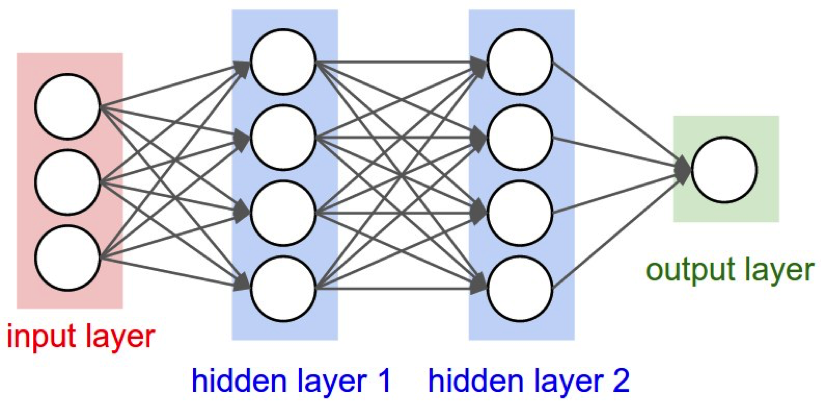 input layer
hidden layer 1
hidden layer 2
output layer